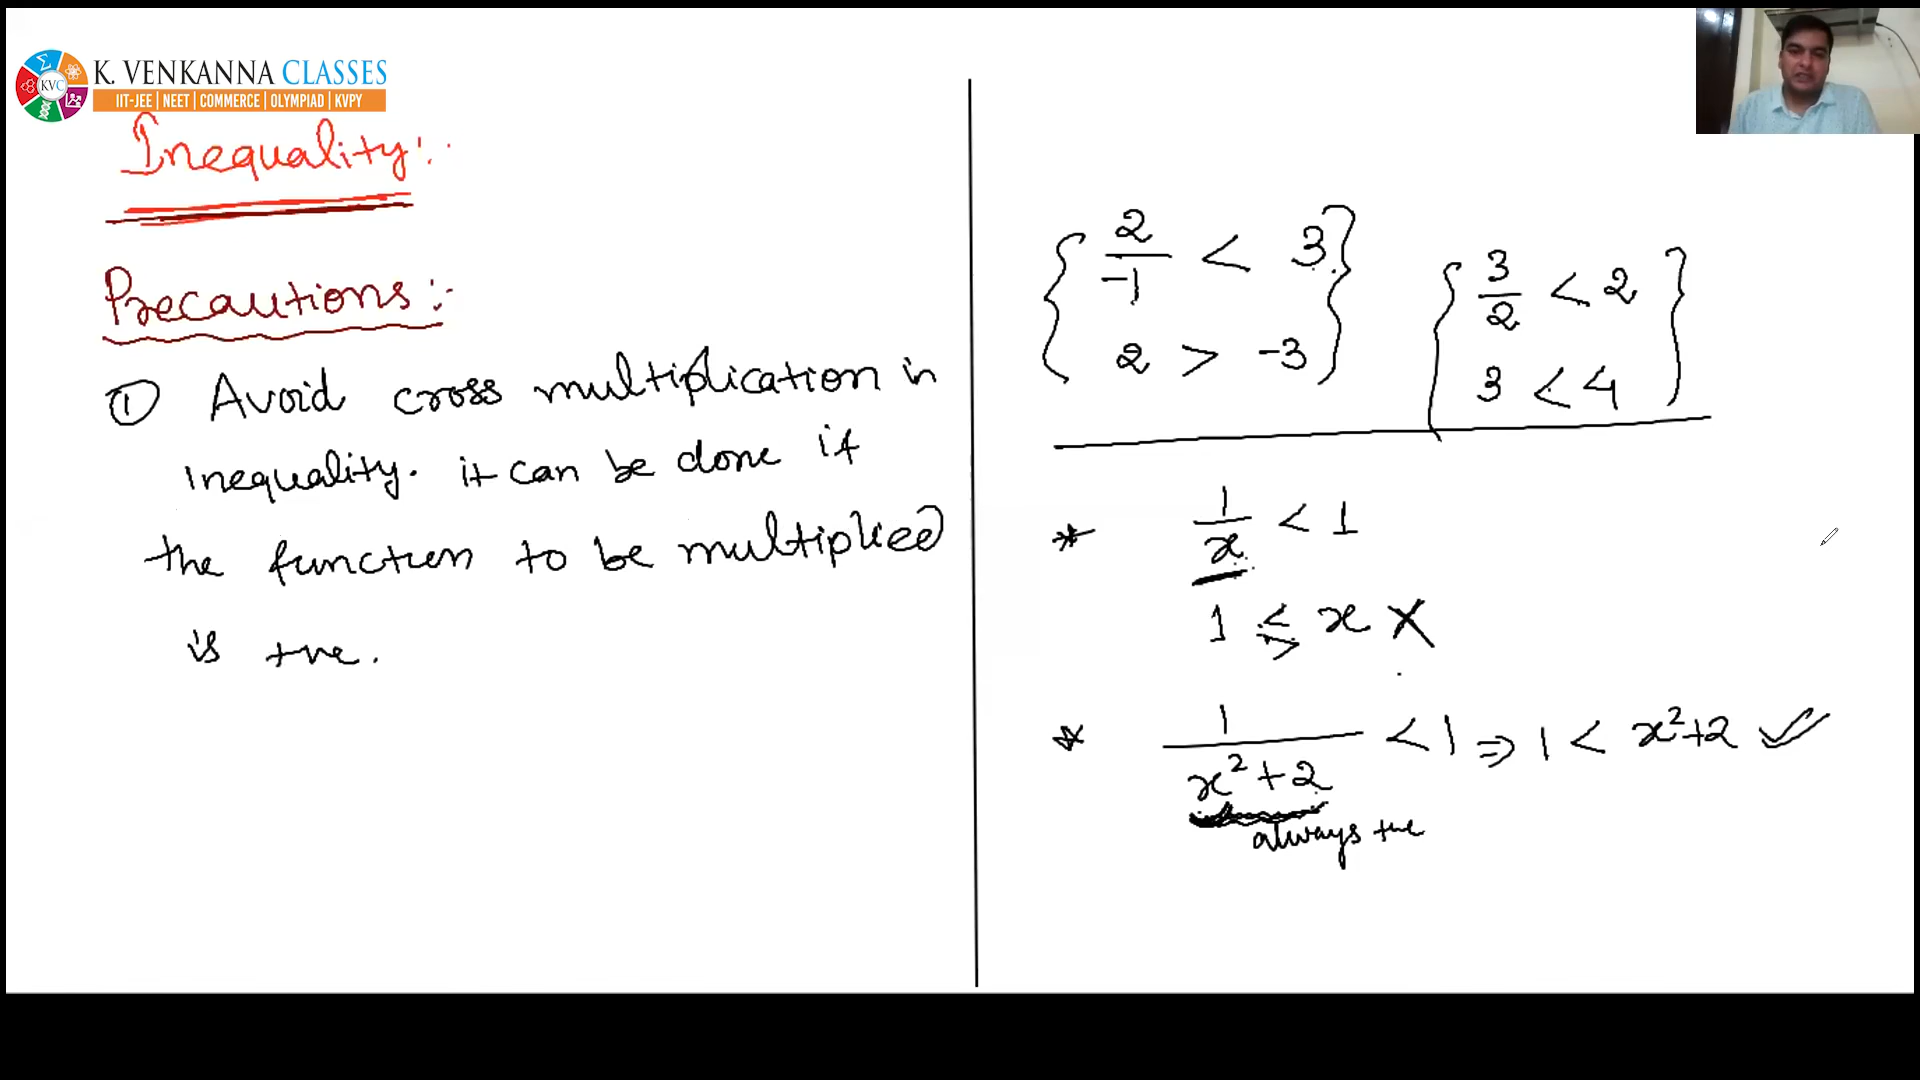 K. VENKANNA CLASSES
KVC
IIT-JEE | NEET | COMMERCE | OLYMPIAD | KVPY
Inequality:
Precautions:-
① Avoid cross multiplication in
inequality. it can be done if
the function to be multiplied
is +ve.
{ 2/-1 < 3
2 > -3 }
{ 3/2 < 2
3 < 4 }
* 1/x < 1
1 ≤ > x ✗
* 1/(x²+2) < 1 ⇒ 1 < x²+2 ✓
always +ve